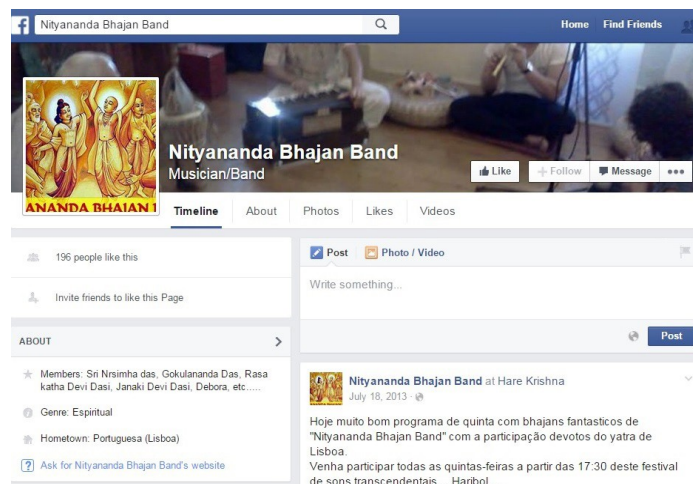 Nityananda Bhajan Band
Home Find Friends
Nityananda Bhajan Band
Musician/Band
Like Follow Message
ANANDA BHAJAN
Timeline About Photos Likes Videos
196 people like this
Invite friends to like this Page
ABOUT
Members: Sri Nrsimha das, Gokulananda Das, Rasa
katha Devi Dasi, Janaki Devi Dasi, Debora, etc.....
Genre: Espiritual
Hometown: Portuguesa (Lisboa)
Ask for Nityananda Bhajan Band's website
Post Photo / Video
Write something...
Post
Nityananda Bhajan Band at Hare Krishna
July 18, 2013
Hoje muito bom programa de quinta com bhajans fantasticos de
"Nityananda Bhajan Band" com a participação devotos do yatra de
Lisboa.
Venha participar todas as quintas-feiras a partir das 17:30 deste festival
de sons transcendentais... Haribol